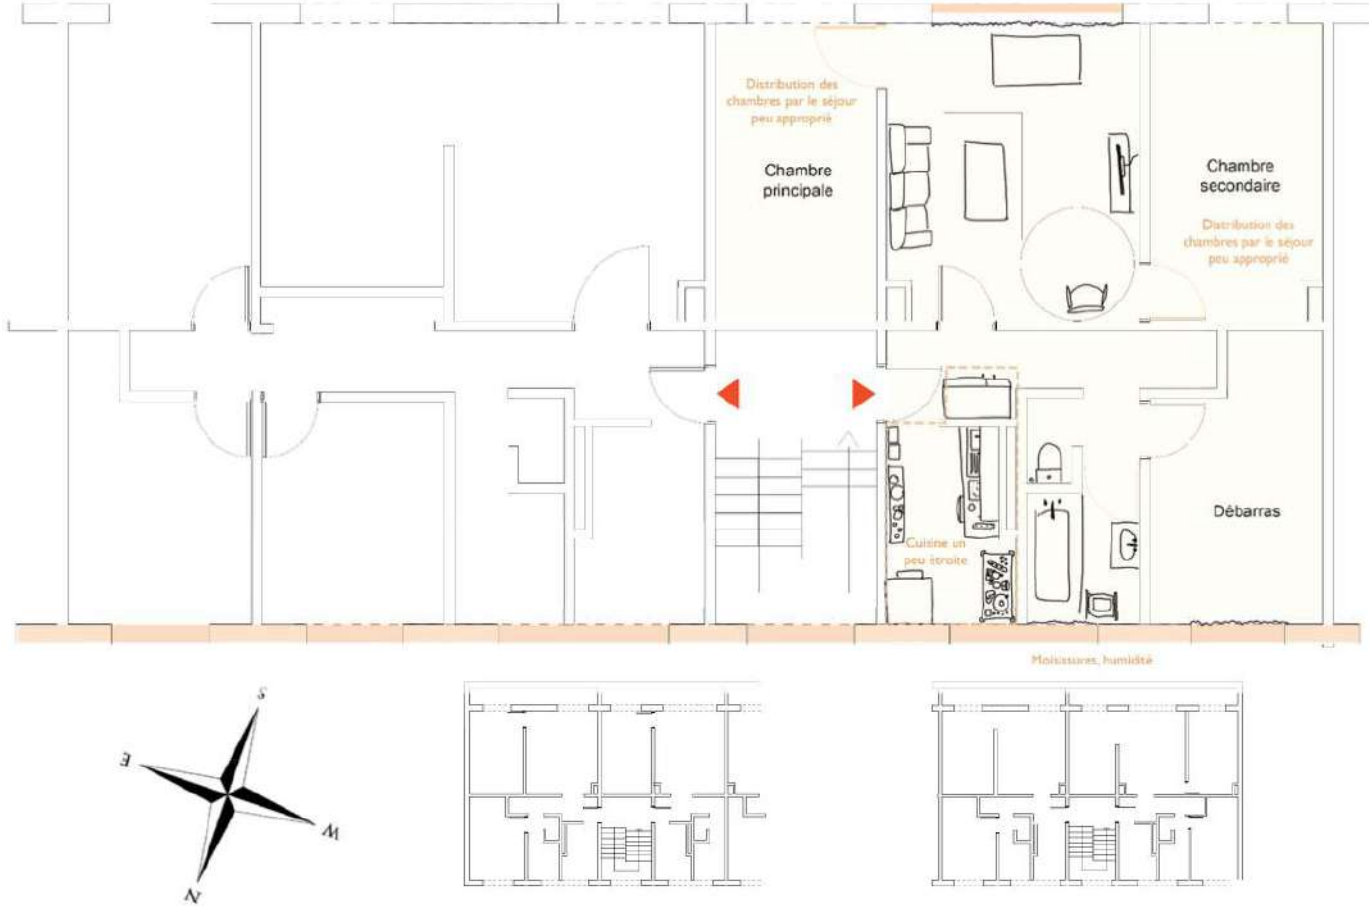 Distribution des
chambres par le séjour
peu approprié
Chambre
principale
Chambre
secondaire
Distribution des
chambres par le séjour
peu approprié
Cuisine un
peu étroite
Débarras
Moisissures, humidité
S
E
W
N